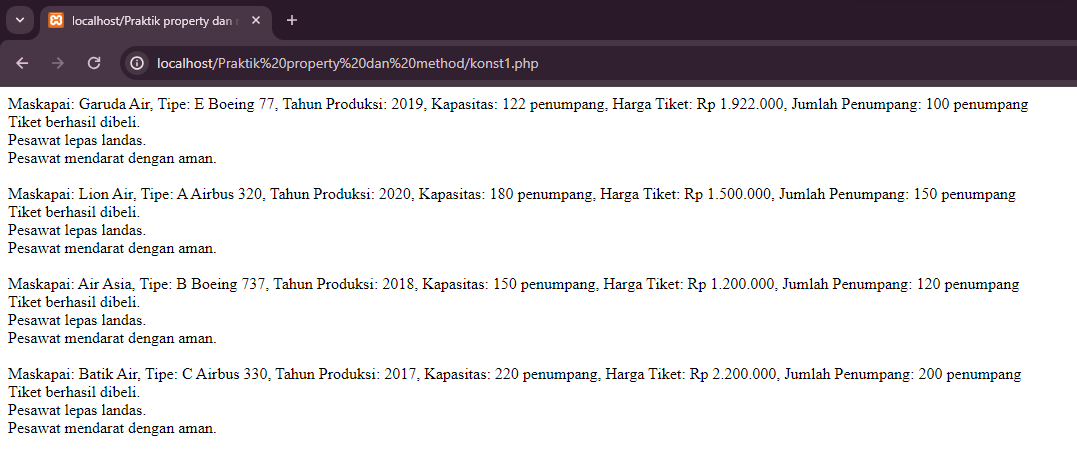 localhost/Praktik property dan
localhost/Praktik%20property%20dan%20method/konst1.php
Maskapai: Garuda Air, Tipe: E Boeing 77, Tahun Produksi: 2019, Kapasitas: 122 penumpang, Harga Tiket: Rp 1.922.000, Jumlah Penumpang: 100 penumpang
Tiket berhasil dibeli.
Pesawat lepas landas.
Pesawat mendarat dengan aman.
Maskapai: Lion Air, Tipe: A Airbus 320, Tahun Produksi: 2020, Kapasitas: 180 penumpang, Harga Tiket: Rp 1.500.000, Jumlah Penumpang: 150 penumpang
Tiket berhasil dibeli.
Pesawat lepas landas.
Pesawat mendarat dengan aman.
Maskapai: Air Asia, Tipe: B Boeing 737, Tahun Produksi: 2018, Kapasitas: 150 penumpang, Harga Tiket: Rp 1.200.000, Jumlah Penumpang: 120 penumpang
Tiket berhasil dibeli.
Pesawat lepas landas.
Pesawat mendarat dengan aman.
Maskapai: Batik Air, Tipe: C Airbus 330, Tahun Produksi: 2017, Kapasitas: 220 penumpang, Harga Tiket: Rp 2.200.000, Jumlah Penumpang: 200 penumpang
Tiket berhasil dibeli.
Pesawat lepas landas.
Pesawat mendarat dengan aman.